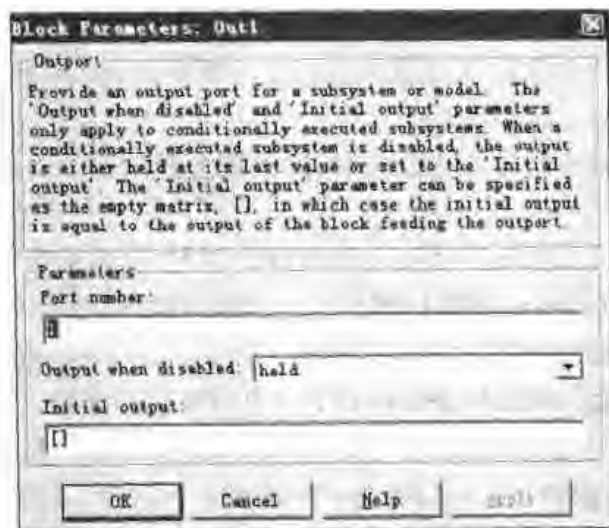 Block Parameters: Out1
Outport
Provide an output port for a subsystem or model. The
'Output when disabled' and 'Initial output' parameters
only apply to conditionally executed subsystems. When a
conditionally executed subsystem is disabled, the output
is either held at its last value or set to the 'Initial
output'. The 'Initial output' parameter can be specified
as the empty matrix, [], in which case the initial output
is equal to the output of the block feeding the outport.
Parameters
Port number:
1
Output when disabled: held
Initial output:
[]
OK Cancel Help Apply